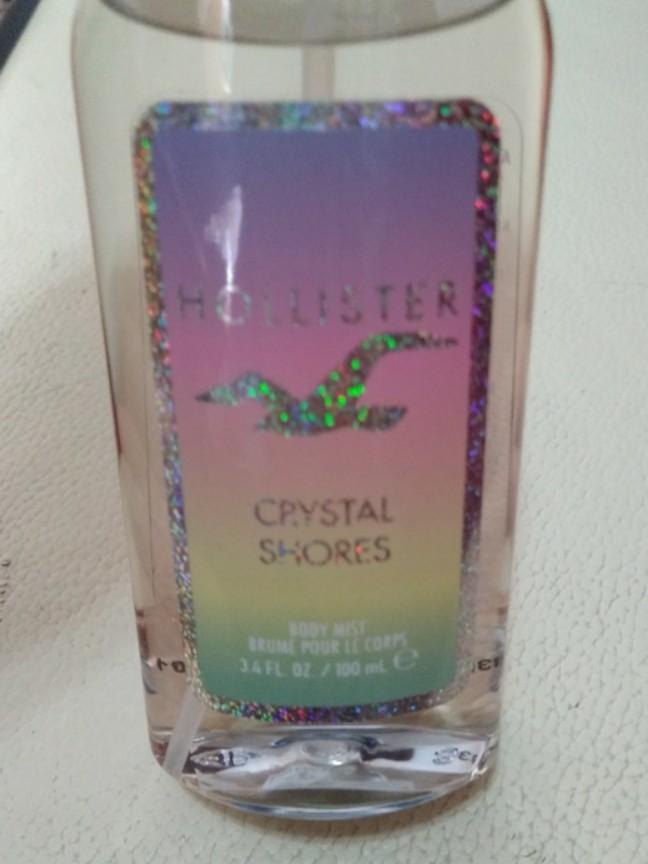 HOLLISTER
CRYSTAL
SHORES
BODY MIST
BRUME POUR LE CORPS
3.4 FL. OZ. / 100 mL ℮